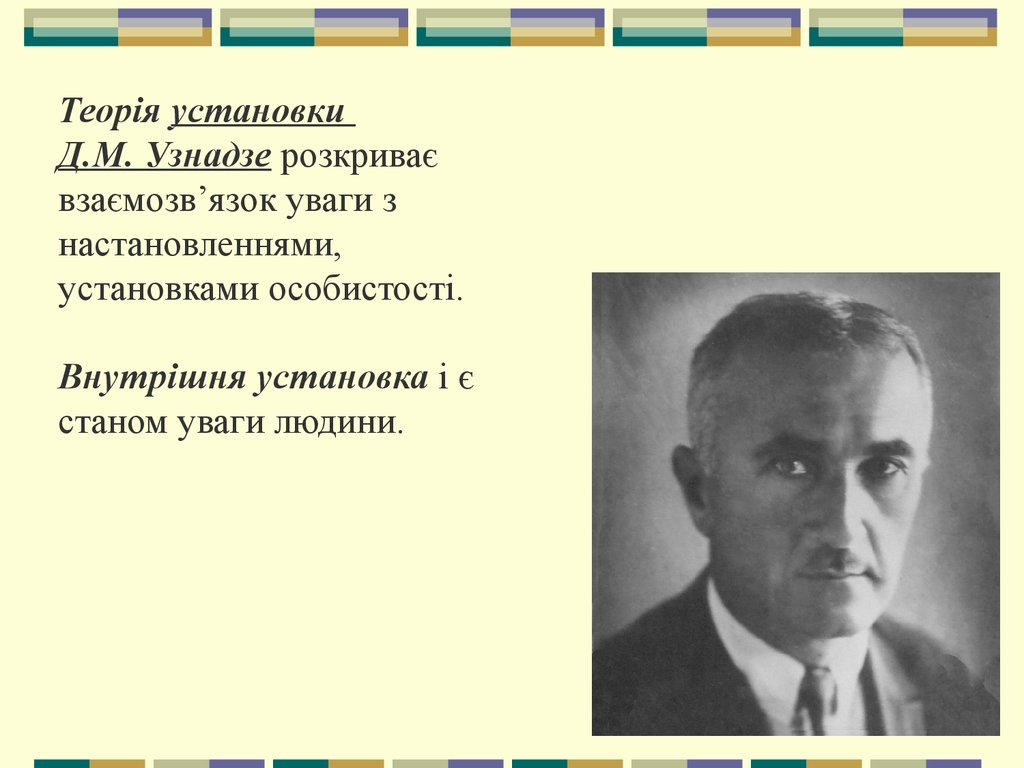 Теорія установки
Д.М. Узнадзе розкриває
взаємозв’язок уваги з
настановленнями,
установками особистості.
Внутрішня установка і є
станом уваги людини.